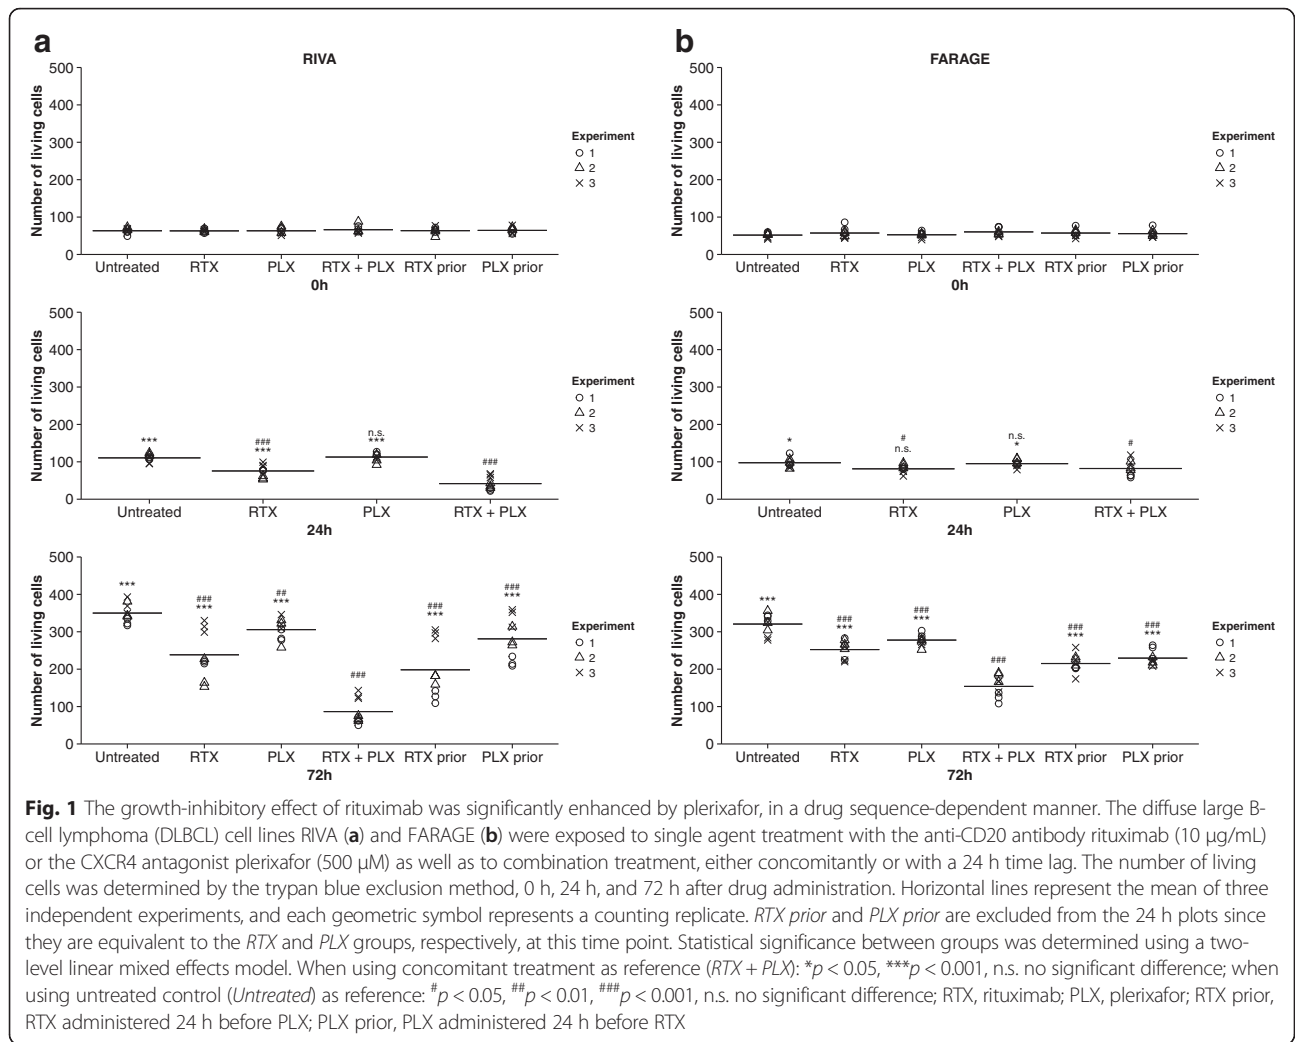 a
RIVA
Number of living cells
500
400
300
200
100
0
Untreated RTX PLX RTX + PLX RTX prior PLX prior
0h
Experiment
1
2
3
Number of living cells
500
400
300
200
100
0
***
###
***
n.s.
***
###
Untreated RTX PLX RTX + PLX
24h
Experiment
1
2
3
Number of living cells
500
400
300
200
100
0
***
###
***
##
***
###
###
***
###
***
Untreated RTX PLX RTX + PLX RTX prior PLX prior
72h
Experiment
1
2
3
b
FARAGE
Number of living cells
500
400
300
200
100
0
Untreated RTX PLX RTX + PLX RTX prior PLX prior
0h
Experiment
1
2
3
Number of living cells
500
400
300
200
100
0
*
#
n.s.
n.s.
*
#
Untreated RTX PLX RTX + PLX
24h
Experiment
1
2
3
Number of living cells
500
400
300
200
100
0
***
###
***
###
***
###
###
***
###
***
Untreated RTX PLX RTX + PLX RTX prior PLX prior
72h
Experiment
1
2
3
Fig. 1 The growth-inhibitory effect of rituximab was significantly enhanced by plerixafor, in a drug sequence-dependent manner. The diffuse large B-
cell lymphoma (DLBCL) cell lines RIVA (a) and FARAGE (b) were exposed to single agent treatment with the anti-CD20 antibody rituximab (10 μg/mL)
or the CXCR4 antagonist plerixafor (500 μM) as well as to combination treatment, either concomitantly or with a 24 h time lag. The number of living
cells was determined by the trypan blue exclusion method, 0 h, 24 h, and 72 h after drug administration. Horizontal lines represent the mean of three
independent experiments, and each geometric symbol represents a counting replicate. RTX prior and PLX prior are excluded from the 24 h plots since
they are equivalent to the RTX and PLX groups, respectively, at this time point. Statistical significance between groups was determined using a two-
level linear mixed effects model. When using concomitant treatment as reference (RTX + PLX): *p < 0.05, ***p < 0.001, n.s. no significant difference; when
using untreated control (Untreated) as reference: #p < 0.05, ##p < 0.01, ###p < 0.001, n.s. no significant difference; RTX, rituximab; PLX, plerixafor; RTX prior,
RTX administered 24 h before PLX; PLX prior, PLX administered 24 h before RTX